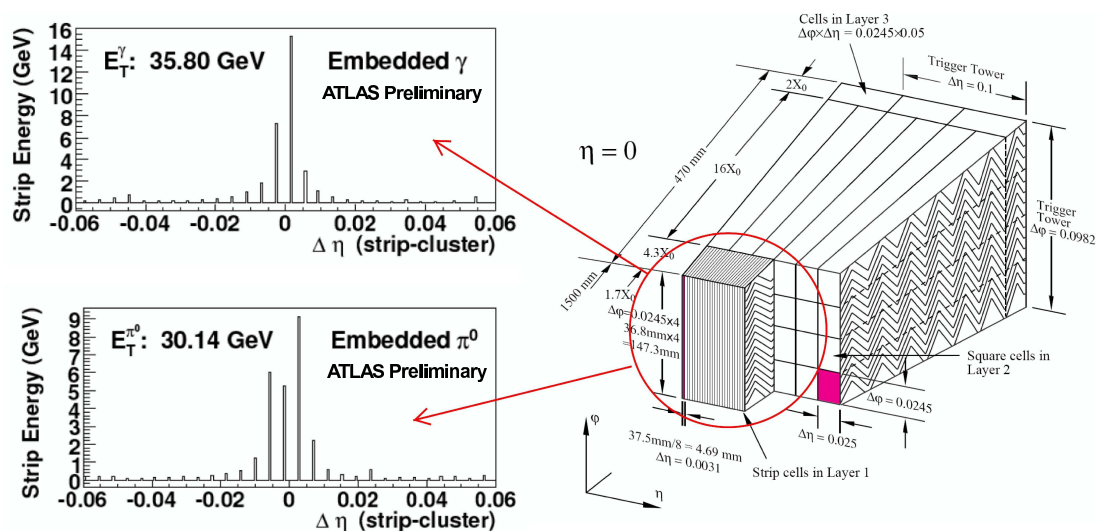 16
14
12
10
8
6
4
2
0
Strip Energy (GeV)
E_T^γ: 35.80 GeV
Embedded γ
ATLAS Preliminary
-0.06 -0.04 -0.02 0 0.02 0.04 0.06
Δ η (strip-cluster)
9
8
7
6
5
4
3
2
1
0
Strip Energy (GeV)
E_T^π⁰: 30.14 GeV
Embedded π⁰
ATLAS Preliminary
-0.06 -0.04 -0.02 0 0.02 0.04 0.06
Δ η (strip-cluster)
Cells in Layer 3
Δφ×Δη = 0.0245×0.05
Trigger Tower
Δη = 0.1
2X₀
η = 0
470 mm
16X₀
Trigger
Tower
Δφ = 0.0982
4.3X₀
1500 mm
1.7X₀
Δφ=0.0245×4
36.8mm×4
=147.3mm
Square cells in
Layer 2
Δφ = 0.0245
Δη = 0.025
37.5mm/8 = 4.69 mm
Δη = 0.0031
Strip cells in Layer 1
φ
η